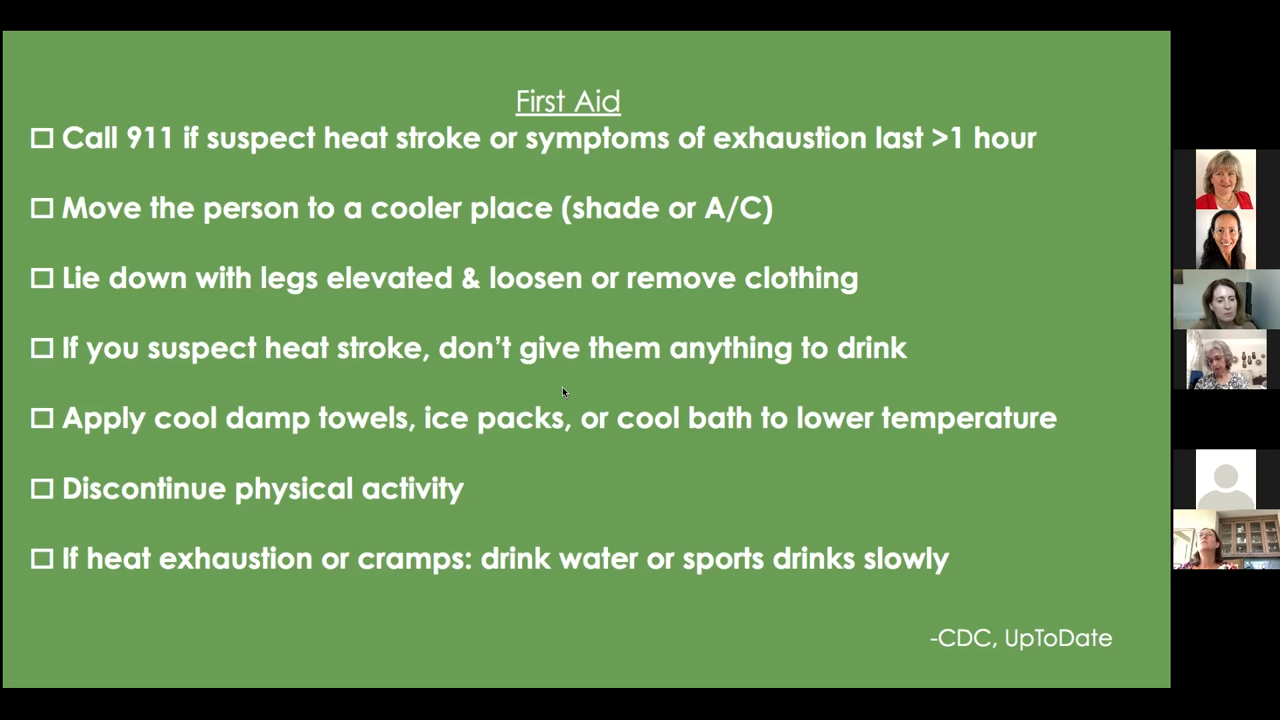 First Aid
Call 911 if suspect heat stroke or symptoms of exhaustion last >1 hour
Move the person to a cooler place (shade or A/C)
Lie down with legs elevated & loosen or remove clothing
If you suspect heat stroke, don’t give them anything to drink
Apply cool damp towels, ice packs, or cool bath to lower temperature
Discontinue physical activity
If heat exhaustion or cramps: drink water or sports drinks slowly
-CDC, UpToDate